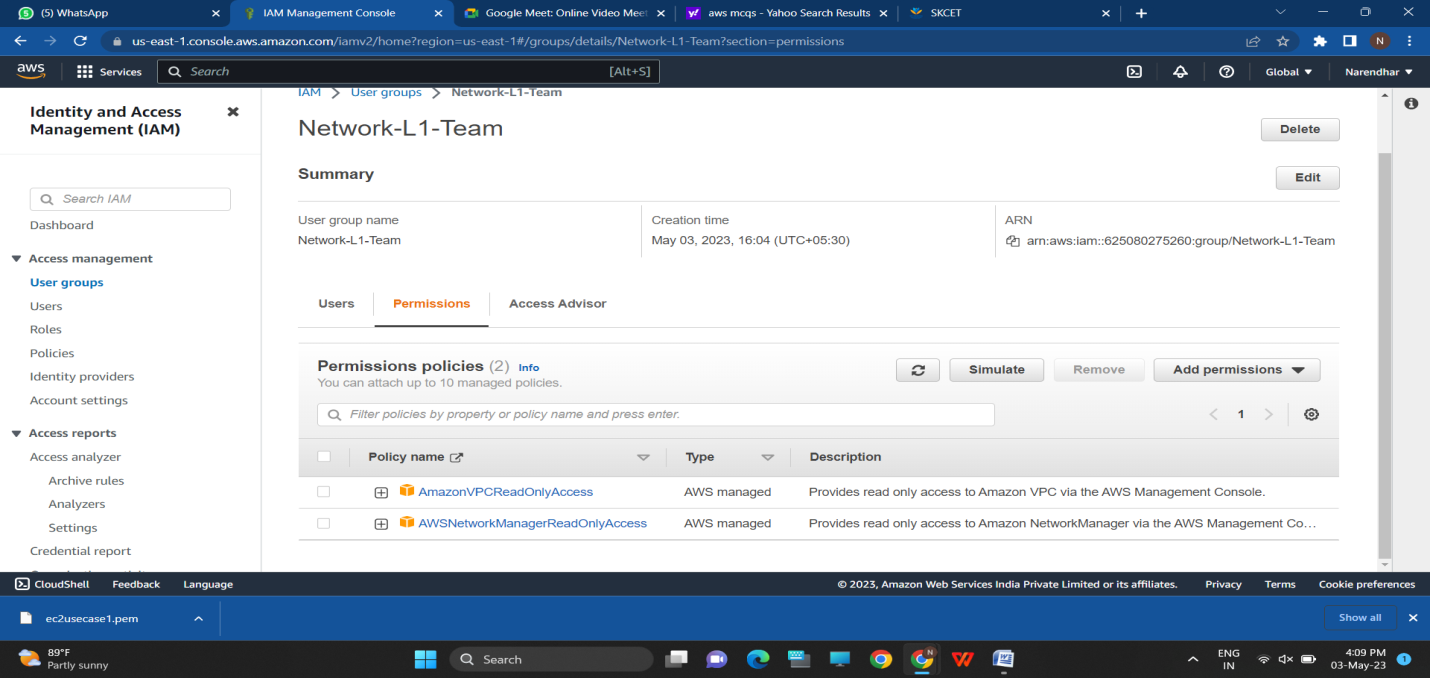 (5) WhatsApp
IAM Management Console
Google Meet: Online Video Meet
aws mcqs - Yahoo Search Results
SKCET
us-east-1.console.aws.amazon.com/iamv2/home?region=us-east-1#/groups/details/Network-L1-Team?section=permissions
N
aws
Services
Search
[Alt+S]
Global
Narendhar
Identity and Access
Management (IAM)
Search IAM
Dashboard
Access management
User groups
Users
Roles
Policies
Identity providers
Account settings
Access reports
Access analyzer
Archive rules
Analyzers
Settings
Credential report
IAM > User groups > Network-L1-Team
Network-L1-Team
Delete
Summary
Edit
User group name
Network-L1-Team
Creation time
May 03, 2023, 16:04 (UTC+05:30)
ARN
arn:aws:iam::625080275260:group/Network-L1-Team
Users
Permissions
Access Advisor
Permissions policies (2) Info
You can attach up to 10 managed policies.
Simulate
Remove
Add permissions
Filter policies by property or policy name and press enter.
1
Policy name
Type
Description
AmazonVPCReadOnlyAccess
AWS managed
Provides read only access to Amazon VPC via the AWS Management Console.
AWSNetworkManagerReadOnlyAccess
AWS managed
Provides read only access to Amazon NetworkManager via the AWS Management Co...
CloudShell
Feedback
Language
© 2023, Amazon Web Services India Private Limited or its affiliates.
Privacy
Terms
Cookie preferences
ec2usecase1.pem
Show all
89°F
Partly sunny
Search
ENG
IN
4:09 PM
03-May-23
1